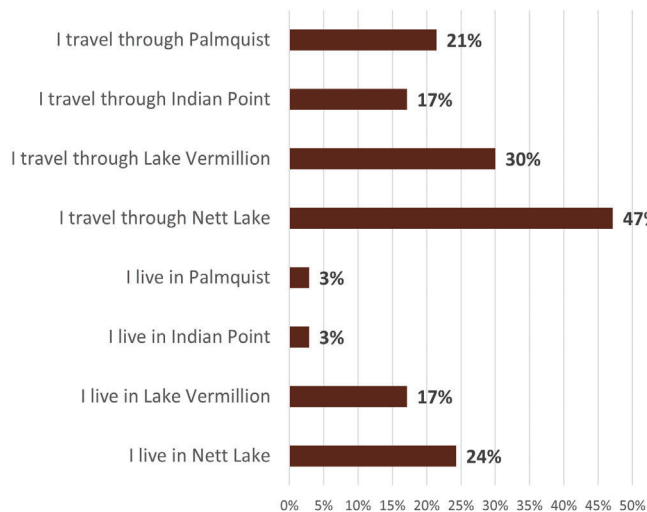 I travel through Palmquist 21%
I travel through Indian Point 17%
I travel through Lake Vermillion 30%
I travel through Nett Lake 47%
I live in Palmquist 3%
I live in Indian Point 3%
I live in Lake Vermillion 17%
I live in Nett Lake 24%
0% 5% 10% 15% 20% 25% 30% 35% 40% 45% 50%